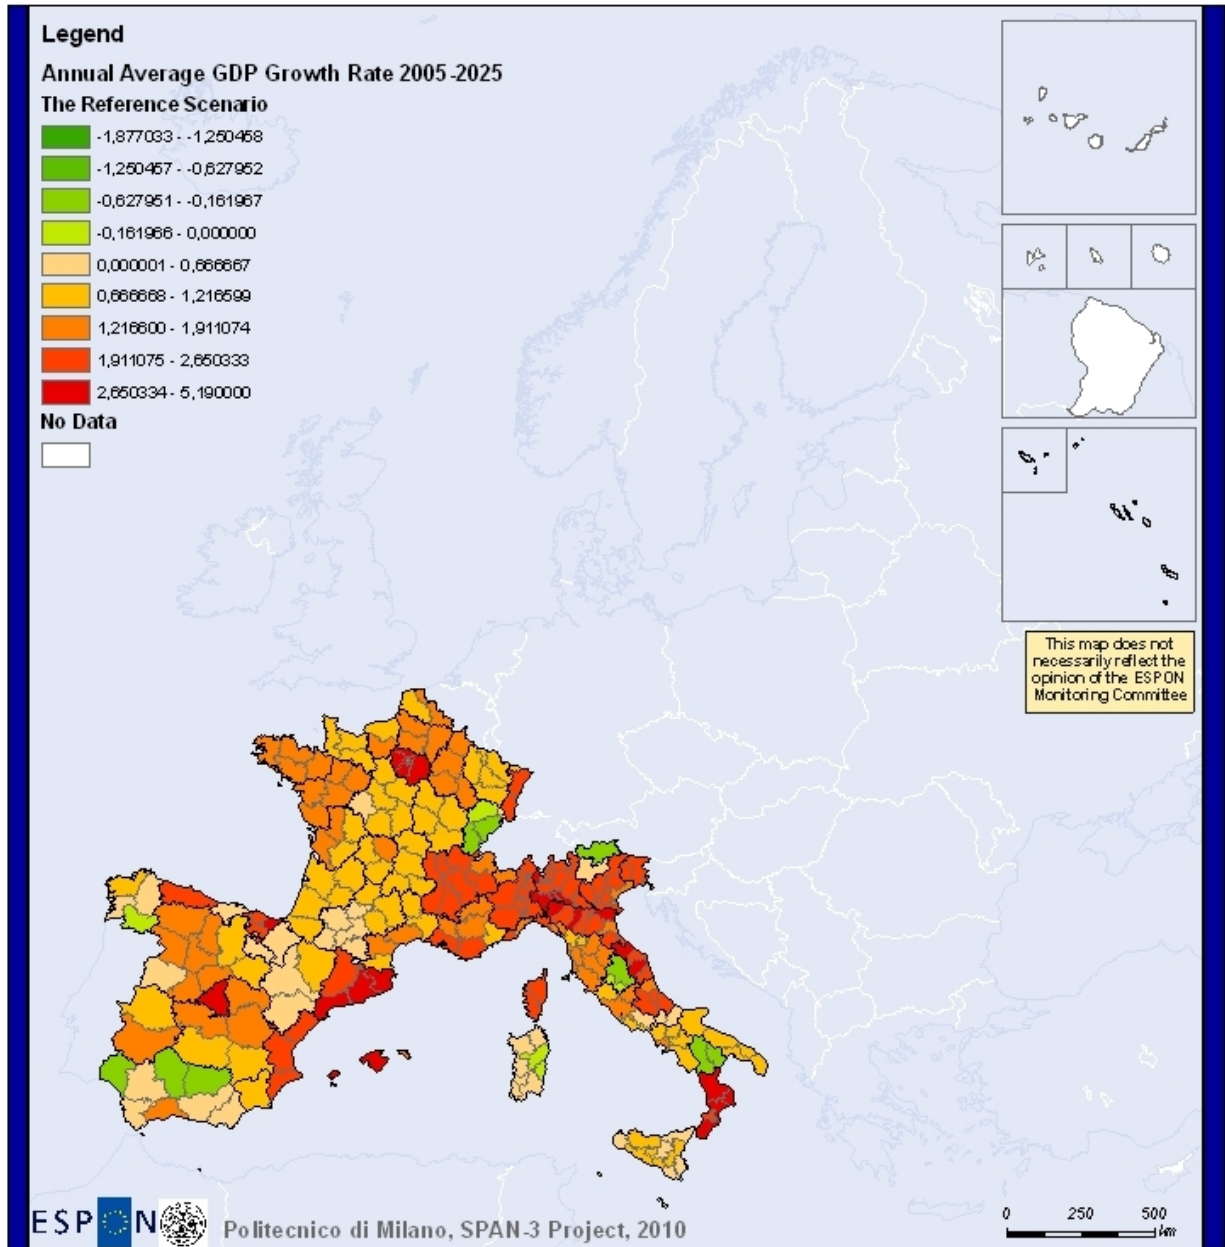 Legend
Annual Average GDP Growth Rate 2005-2025
The Reference Scenario
-1,877033 - -1,250458
-1,250457 - -0,627952
-0,627951 - -0,161967
-0,161966 - 0,000000
0,000001 - 0,666667
0,666668 - 1,216599
1,216600 - 1,911074
1,911075 - 2,650333
2,650334 - 5,190000
No Data
This map does not
necessarily reflect the
opinion of the ESPON
Monitoring Committee
ESPON
Politecnico di Milano, SPAN-3 Project, 2010
0 250 500
km